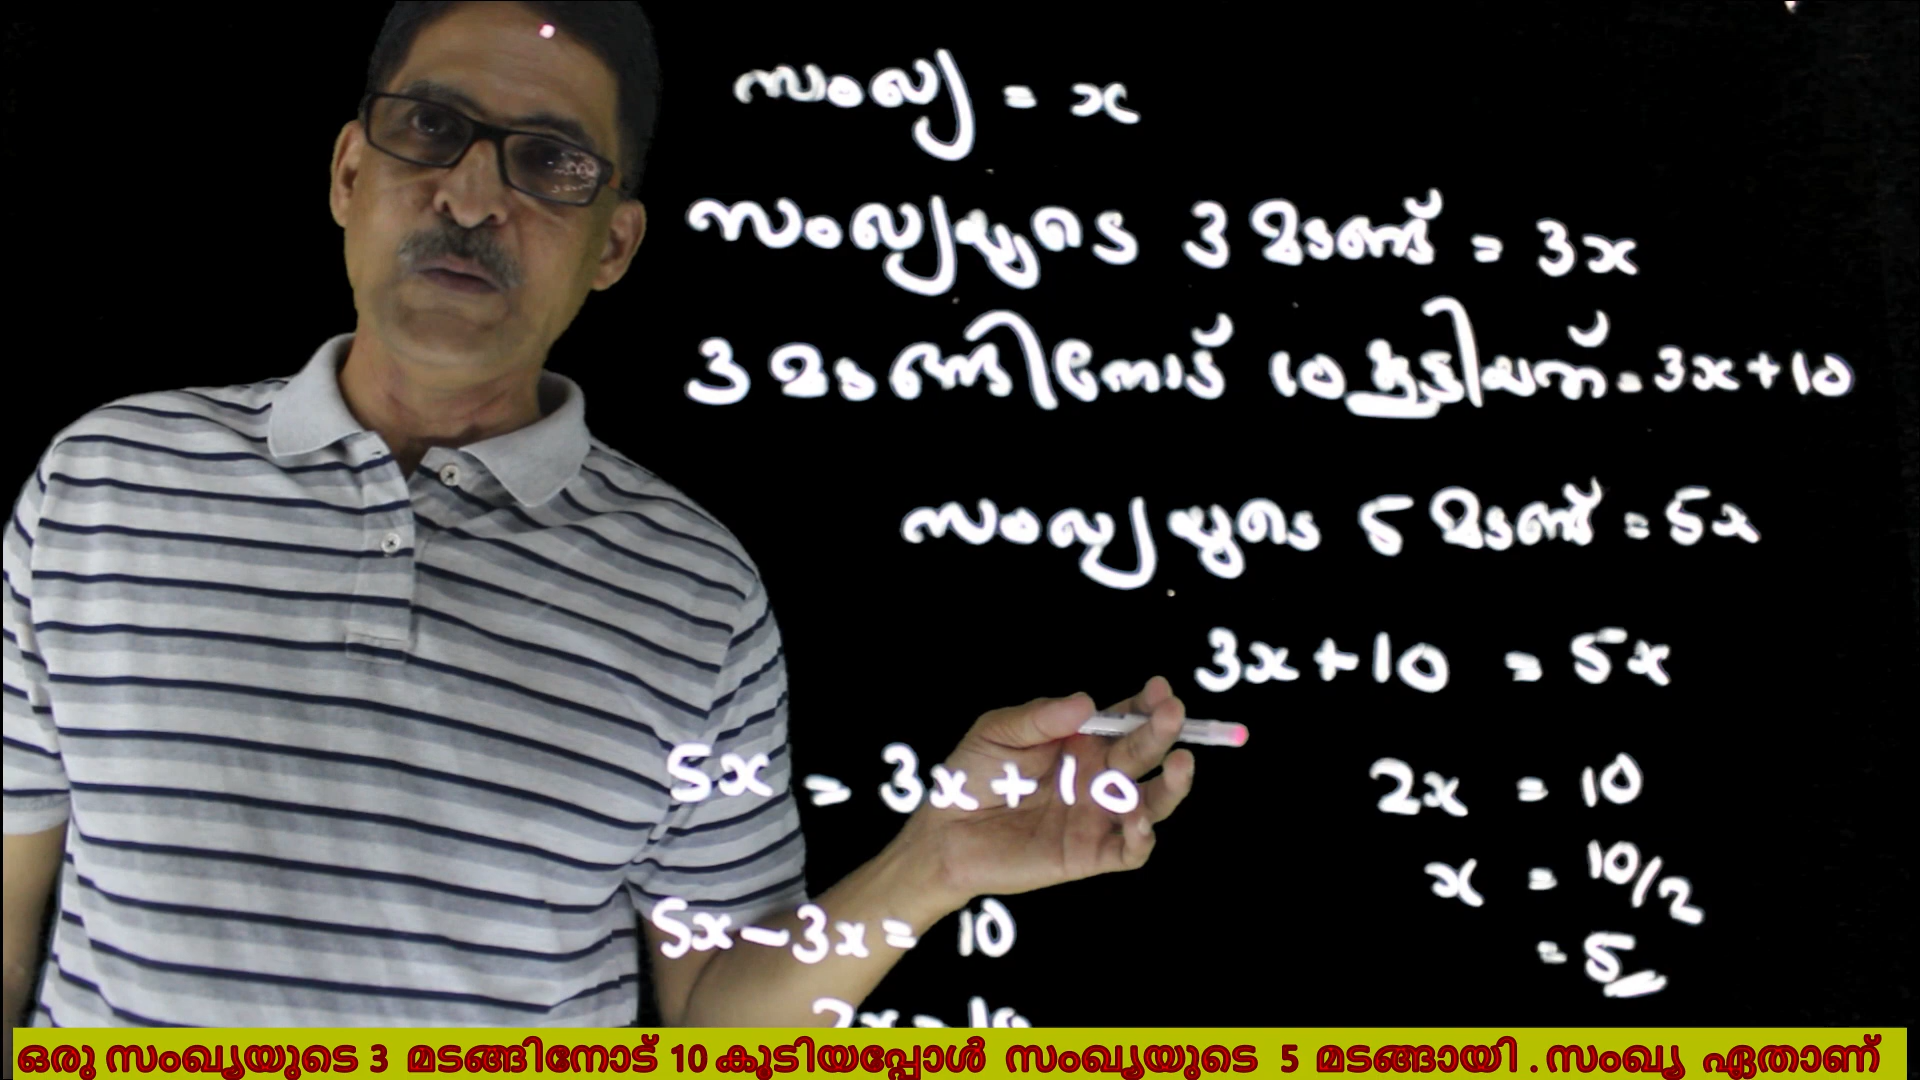 സംഖ്യ = x
സംഖ്യയുടെ 3 മടങ്ങ് = 3x
3 മടങ്ങിനോട് 10 കൂട്ടിയത് = 3x+10
സംഖ്യയുടെ 5 മടങ്ങ് = 5x
3x+10 = 5x
5x = 3x+10
2x = 10
x = 10/2
5x-3x = 10
= 5
2x = 10
ഒരു സംഖ്യയുടെ 3 മടങ്ങിനോട് 10 കൂടിയപ്പോൾ സംഖ്യയുടെ 5 മടങ്ങായി . സംഖ്യ ഏതാണ്